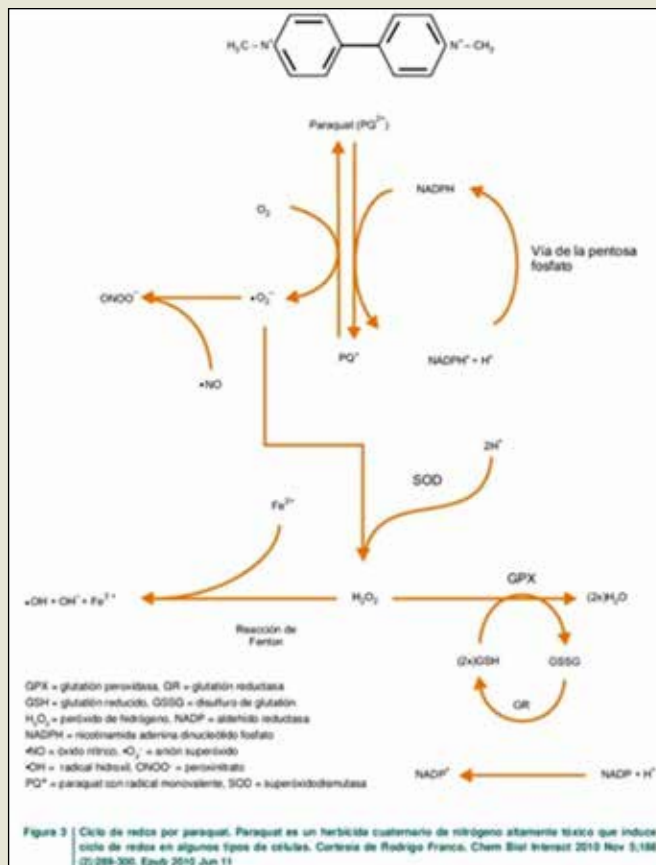 H₃C – N⁺
N⁺ – CH₃
Paraquat (PQ²⁺)
NADPH
O₂
Vía de la pentosa
fosfato
ONOO⁻
•O₂⁻
PQ⁺
NADPH⁺ + H⁺
•NO
2H⁺
SOD
Fe²⁺
GPX
•OH + OH⁻ + Fe³⁺
H₂O₂
(2x)H₂O
Reacción de
Fenton
(2x)GSH
GSSG
GR
GPX = glutatión peroxidasa, GR = glutatión reductasa
GSH = glutatión reducido, GSSG = disulfuro de glutatión
H₂O₂ = peróxido de hidrógeno, NADP = aldehído reductasa
NADPH = nicotinamida adenina dinucleótido fosfato
•NO = óxido nítrico, •O₂⁻ = anión superóxido
•OH = radical hidroxil, ONOO⁻ = peroxinitrato
PQ⁺ = paraquat con radical monovalente, SOD = superóxidodismutasa
NADP⁺
NADP + H⁺
Figura 3 | Ciclo de redox por paraquat. Paraquat es un herbicida cuaternario de nitrógeno altamente tóxico que induce
ciclo de redox en algunos tipos de células. Cortesía de Rodrigo Franco. Chem Biol Interact 2010 Nov 5;188
(2):289-300. Epub 2010 Jun 11